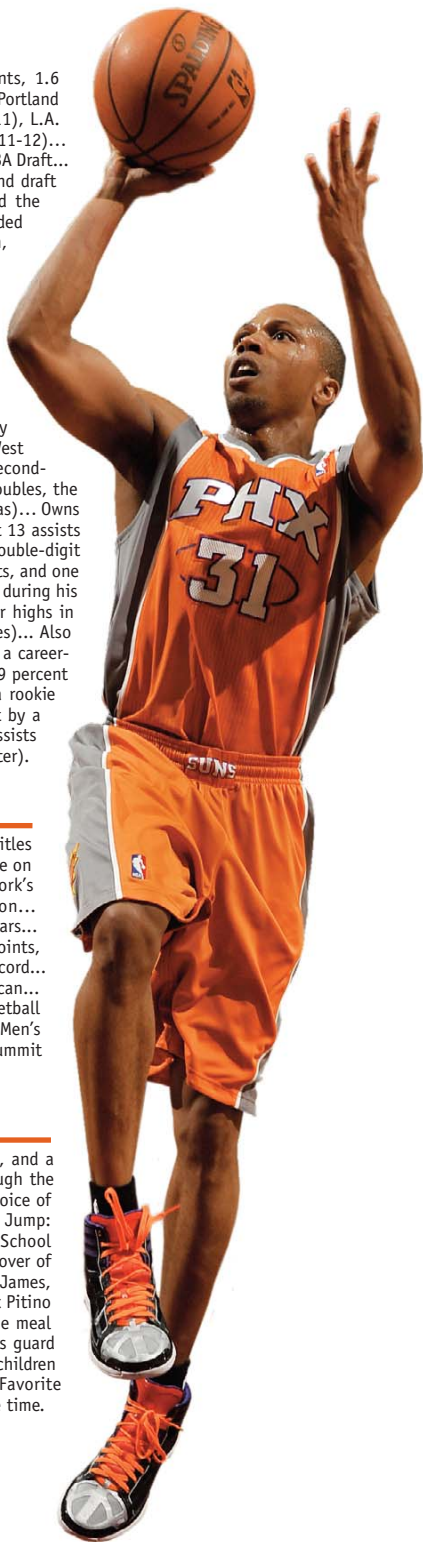 SPALDING
nts, 1.6
Portland
11), L.A.
11-12)...
BA Draft...
nd draft
d the
ded
,
y
West
econd-
oubles, the
as)... Owns
t 13 assists
ouble-digit
ts, and one
during his
r highs in
es)... Also
a career-
9 percent
a rookie
t by a
ssists
ter).
PHX
31
SUNS
itles
e on
ork's
on...
ars...
oints,
cord...
can...
etball
Men's
ummit
, and a
ugh the
oice of
Jump:
School
over of
James,
t Pitino
e meal
s guard
children
Favorite
e time.